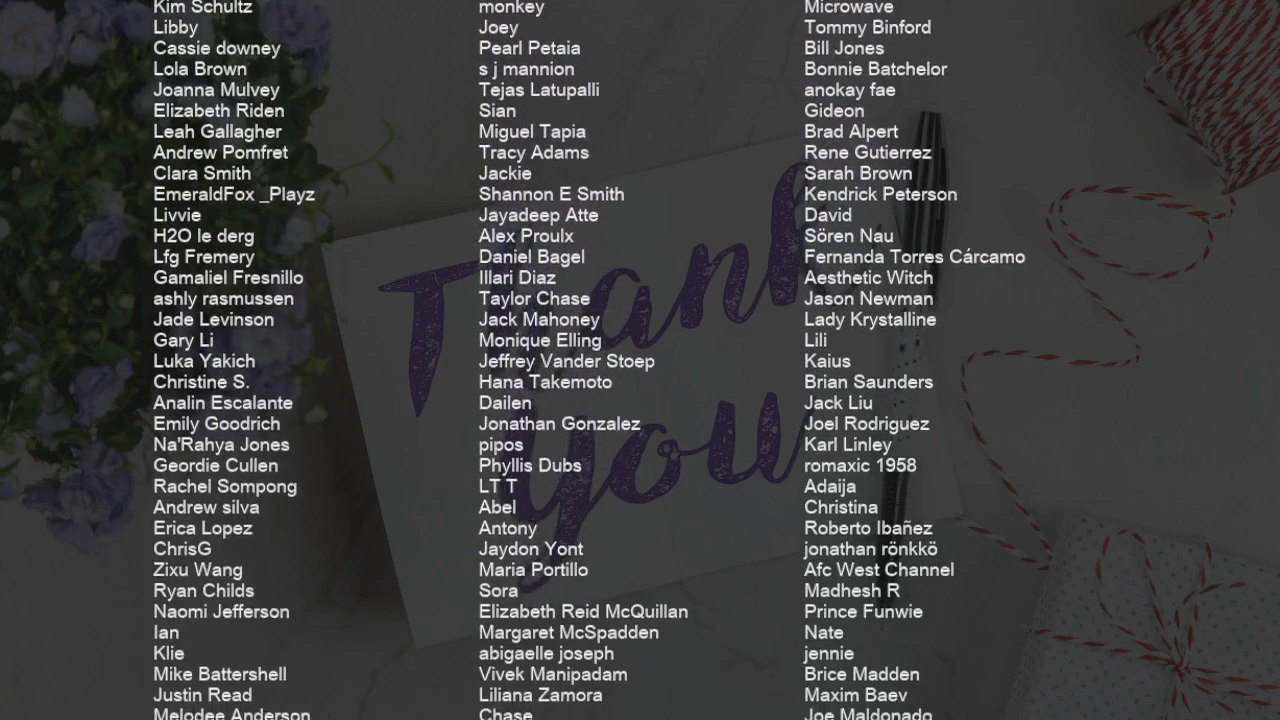 Kim Schultz
Libby
Cassie downey
Lola Brown
Joanna Mulvey
Elizabeth Riden
Leah Gallagher
Andrew Pomfret
Clara Smith
EmeraldFox _Playz
Livvie
H2O le derg
Lfg Fremery
Gamaliel Fresnillo
ashly rasmussen
Jade Levinson
Gary Li
Luka Yakich
Christine S.
Analin Escalante
Emily Goodrich
Na'Rahya Jones
Geordie Cullen
Rachel Sompong
Andrew silva
Erica Lopez
ChrisG
Zixu Wang
Ryan Childs
Naomi Jefferson
Ian
Klie
Mike Battershell
Justin Read
Melodee Anderson
monkey
Joey
Pearl Petaia
s j mannion
Tejas Latupalli
Sian
Miguel Tapia
Tracy Adams
Jackie
Shannon E Smith
Jayadeep Atte
Alex Proulx
Daniel Bagel
Illari Diaz
Taylor Chase
Jack Mahoney
Monique Elling
Jeffrey Vander Stoep
Hana Takemoto
Dailen
Jonathan Gonzalez
pipos
Phyllis Dubs
LT T
Abel
Antony
Jaydon Yont
Maria Portillo
Sora
Elizabeth Reid McQuillan
Margaret McSpadden
abigaelle joseph
Vivek Manipadam
Liliana Zamora
Chase
Microwave
Tommy Binford
Bill Jones
Bonnie Batchelor
anokay fae
Gideon
Brad Alpert
Rene Gutierrez
Sarah Brown
Kendrick Peterson
David
Sören Nau
Fernanda Torres Cárcamo
Aesthetic Witch
Jason Newman
Lady Krystalline
Lili
Kaius
Brian Saunders
Jack Liu
Joel Rodriguez
Karl Linley
romaxic 1958
Adaija
Christina
Roberto Ibañez
jonathan rönkkö
Afc West Channel
Madhesh R
Prince Funwie
Nate
jennie
Brice Madden
Maxim Baev
Joe Maldonado
Thank
you